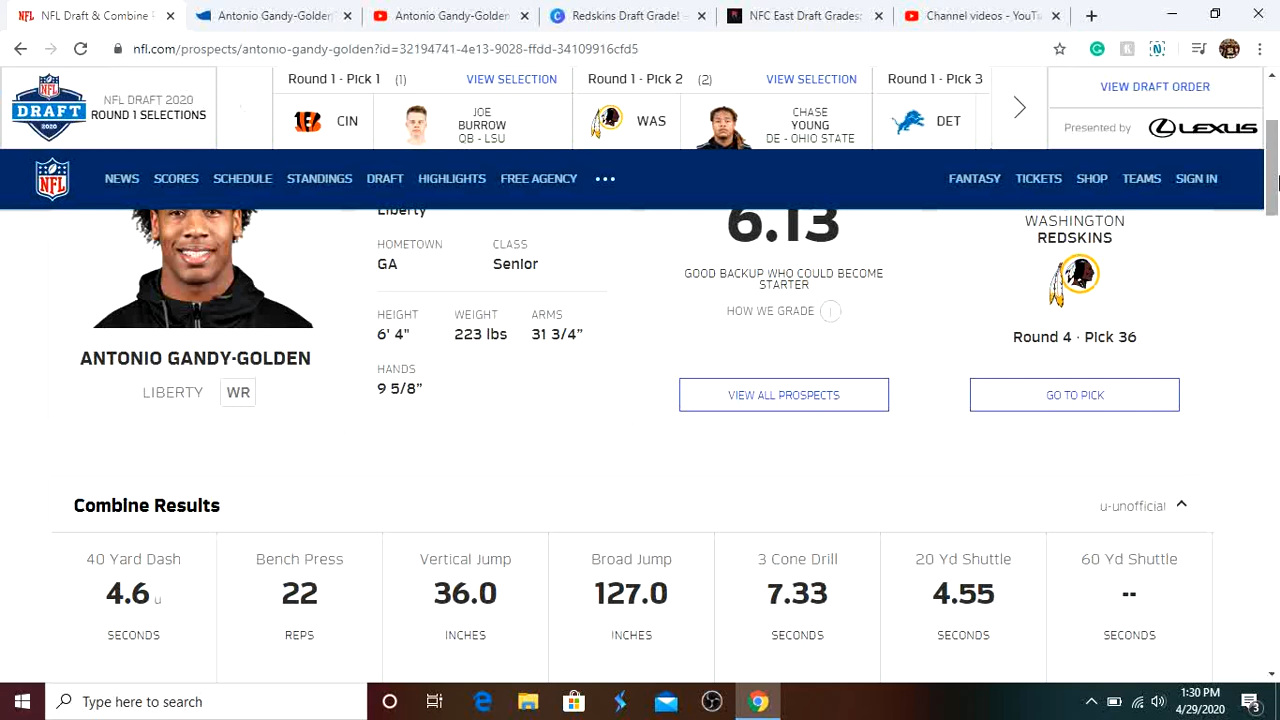 NFL Draft & Combine
Antonio Gandy-Golden
Antonio Gandy-Golden
Redskins Draft Grade!
NFC East Draft Grades:
Channel videos - YouTu
nfl.com/prospects/antonio-gandy-golden?id=32194741-4e13-9028-ffdd-34109916cfd5
NFL DRAFT 2020
DRAFT
2020
NFL DRAFT 2020
ROUND 1 SELECTIONS
Round 1 - Pick 1 (1) VIEW SELECTION
CIN
JOE
BURROW
QB - LSU
Round 1 - Pick 2 (2) VIEW SELECTION
WAS
CHASE
YOUNG
DE - OHIO STATE
Round 1 - Pick 3
DET
VIEW DRAFT ORDER
Presented by LEXUS
NFL
NEWS SCORES SCHEDULE STANDINGS DRAFT HIGHLIGHTS FREE AGENCY ••• FANTASY TICKETS SHOP TEAMS SIGN IN
Liberty
HOMETOWN CLASS
GA Senior
HEIGHT WEIGHT ARMS
6' 4" 223 lbs 31 3/4”
HANDS
9 5/8”
ANTONIO GANDY-GOLDEN
LIBERTY WR
6.13
GOOD BACKUP WHO COULD BECOME
STARTER
HOW WE GRADE i
VIEW ALL PROSPECTS
WASHINGTON
REDSKINS
Round 4 · Pick 36
GO TO PICK
Combine Results u-unofficial
40 Yard Dash Bench Press Vertical Jump Broad Jump 3 Cone Drill 20 Yd Shuttle 60 Yd Shuttle
4.6 u 22 36.0 127.0 7.33 4.55 --
SECONDS REPS INCHES INCHES SECONDS SECONDS SECONDS
Type here to search
1:30 PM
4/29/2020
3